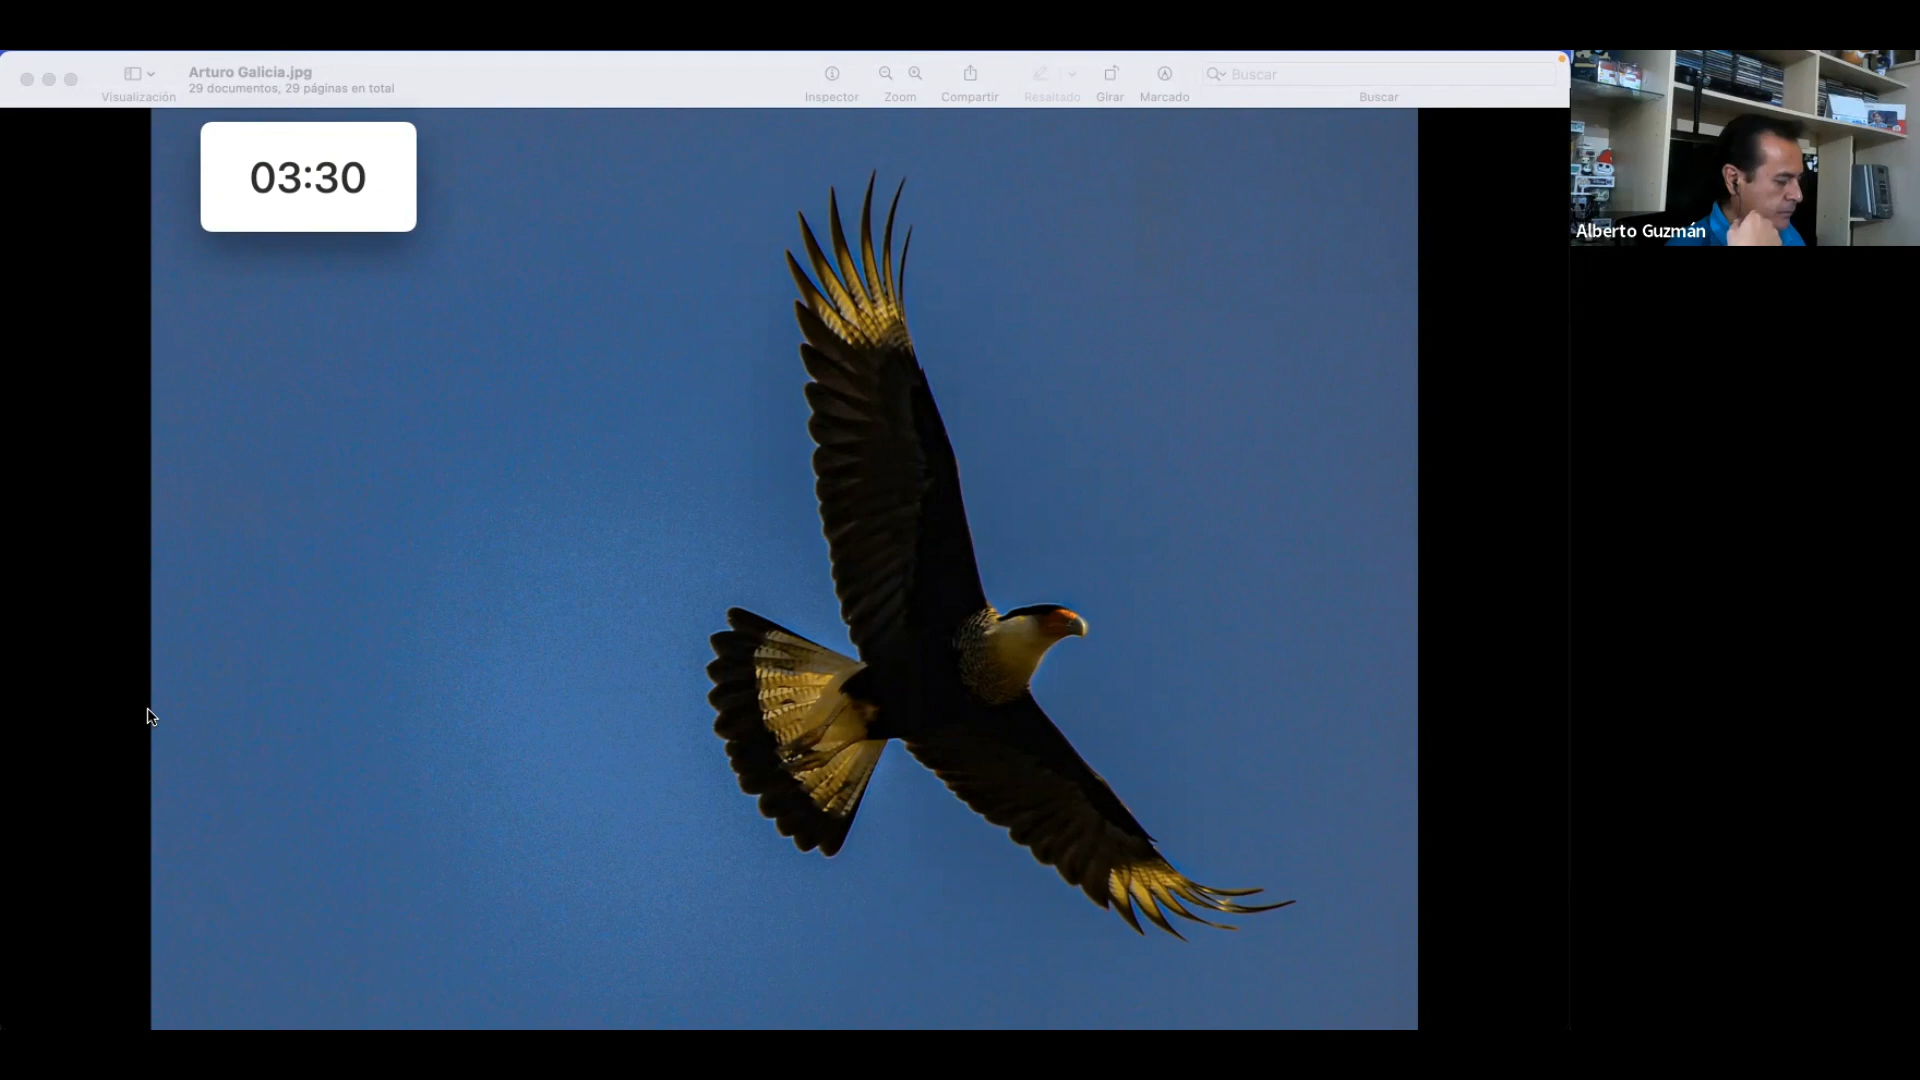 Arturo Galicia.jpg
29 documentos, 29 páginas en total
Visualización
Inspector
Zoom
Compartir
Resaltado
Girar
Marcado
Buscar
Buscar
03:30
Alberto Guzmán